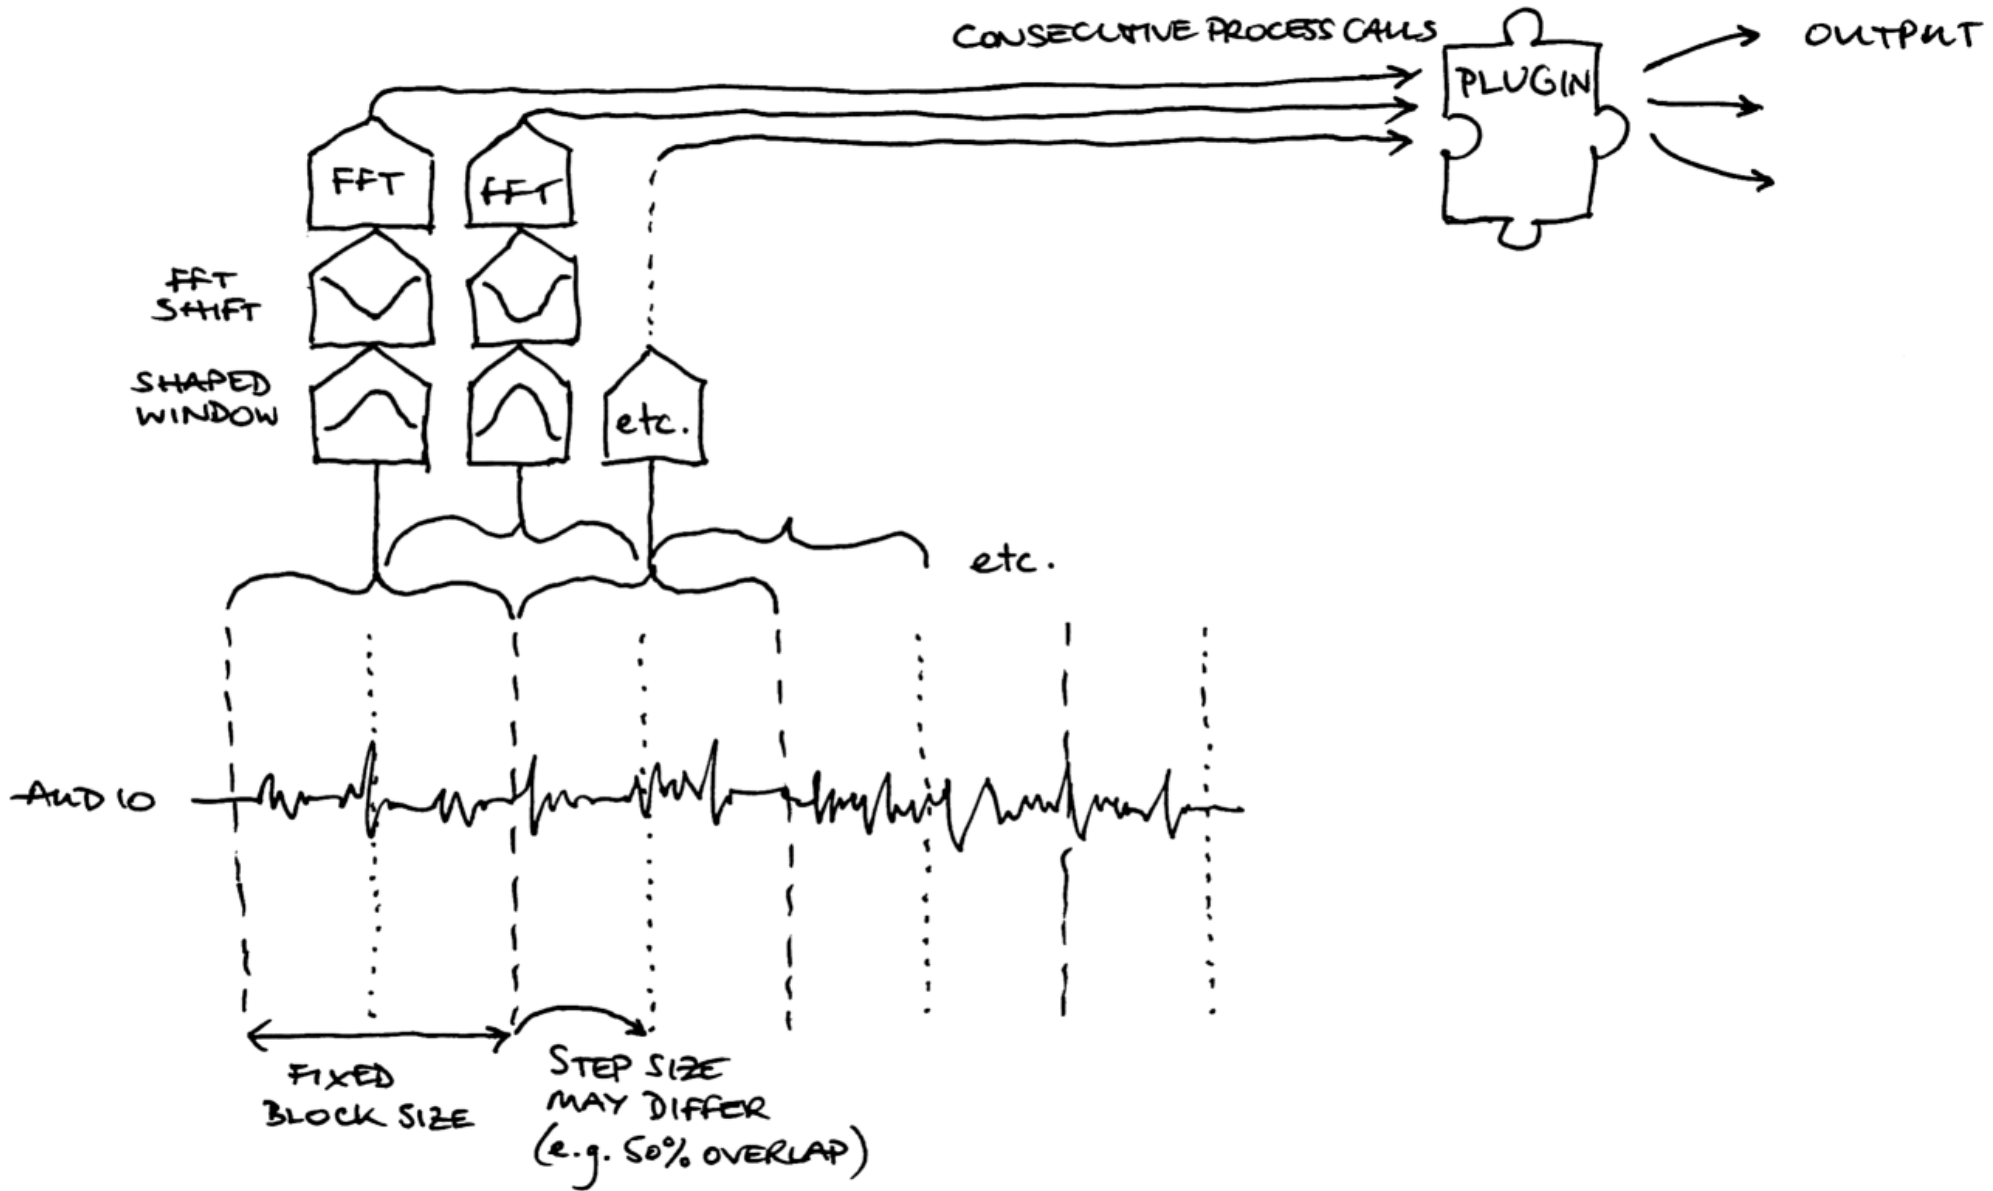 CONSECUTIVE PROCESS CALLS
OUTPUT
PLUGIN
FFT
FFT
FFT
SHIFT
SHAPED
WINDOW
etc.
etc.
AUDIO
FIXED
BLOCK SIZE
STEP SIZE
MAY DIFFER
(e.g. 50% OVERLAP)